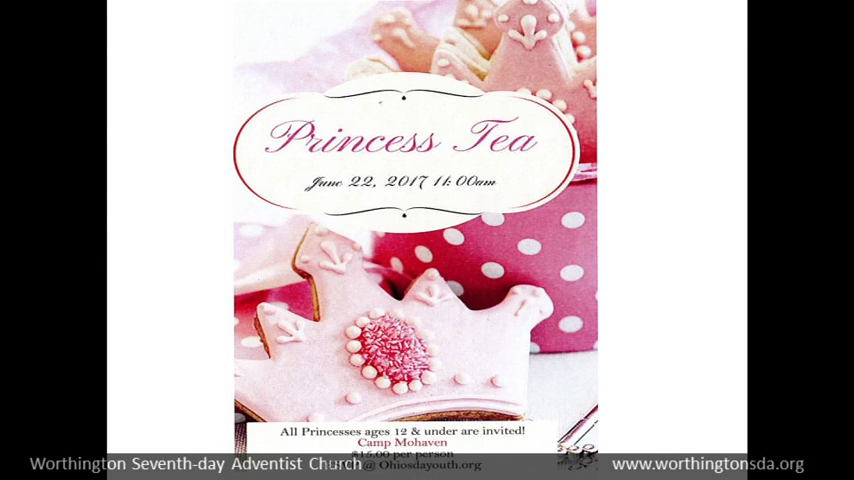 Princess Tea
June 22, 2017 11:00am
All Princesses ages 12 & under are invited!
Camp Mohaven
$15.00 per person
@ Ohiosdayouth.org
Worthington Seventh-day Adventist Church
www.worthingtonsda.org